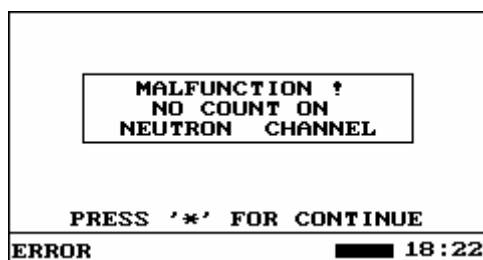 MALFUNCTION !
NO COUNT ON
NEUTRON CHANNEL
PRESS '*' FOR CONTINUE
ERROR 18:22